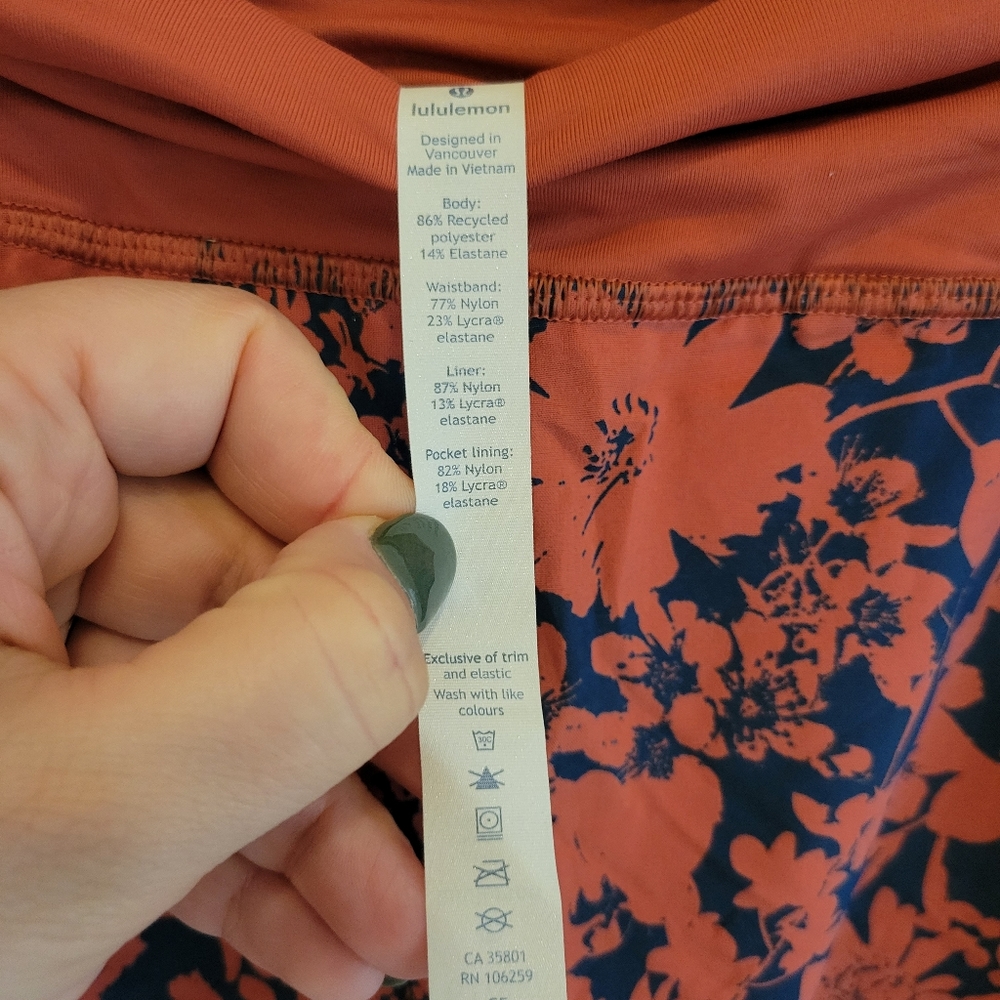 lululemon
Designed in
Vancouver
Made in Vietnam
Body:
86% Recycled
polyester
14% Elastane
Waistband:
77% Nylon
23% Lycra®
elastane
Liner:
87% Nylon
13% Lycra®
elastane
Pocket lining:
82% Nylon
18% Lycra®
elastane
Exclusive of trim
and elastic
Wash with like
colours
30C
CA 35801
RN 106259